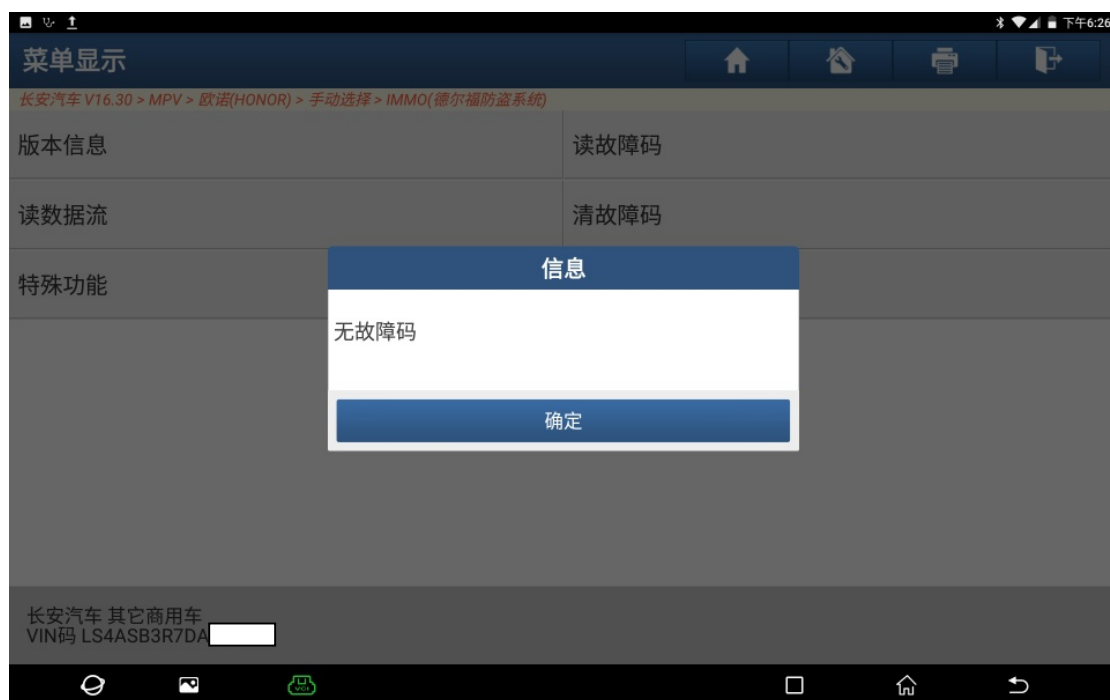 下午6:26
菜单显示
长安汽车 V16.30 > MPV > 欧诺(HONOR) > 手动选择 > IMMO(德尔福防盗系统)
版本信息
读故障码
读数据流
清故障码
特殊功能
信息
无故障码
确定
长安汽车 其它商用车
VIN码 LS4ASB3R7DA
VCI